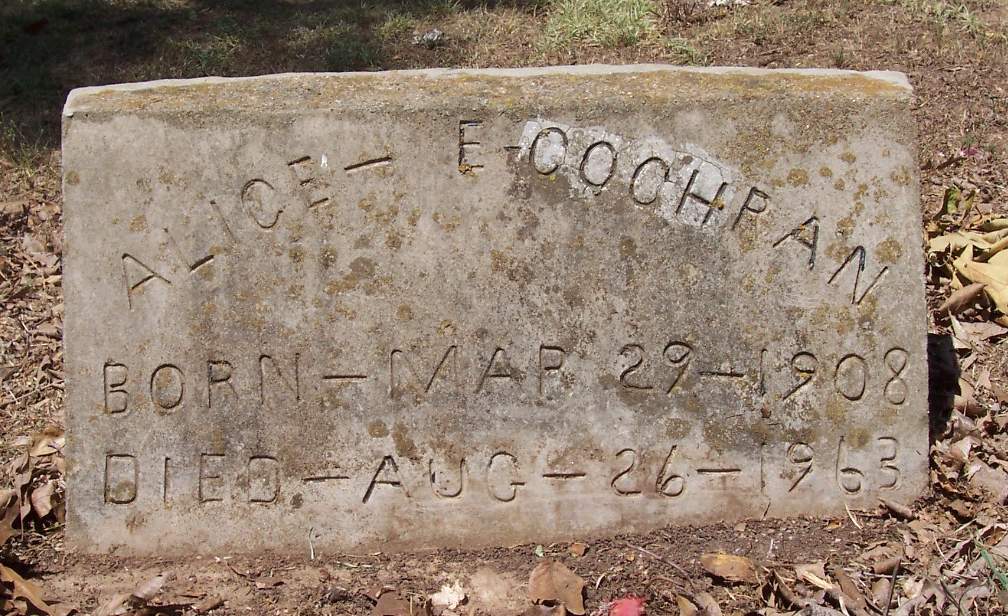 ALICE - E - COCHRAN
BORN - MAR 29 - 1908
DIED - AUG - 26 - 1963